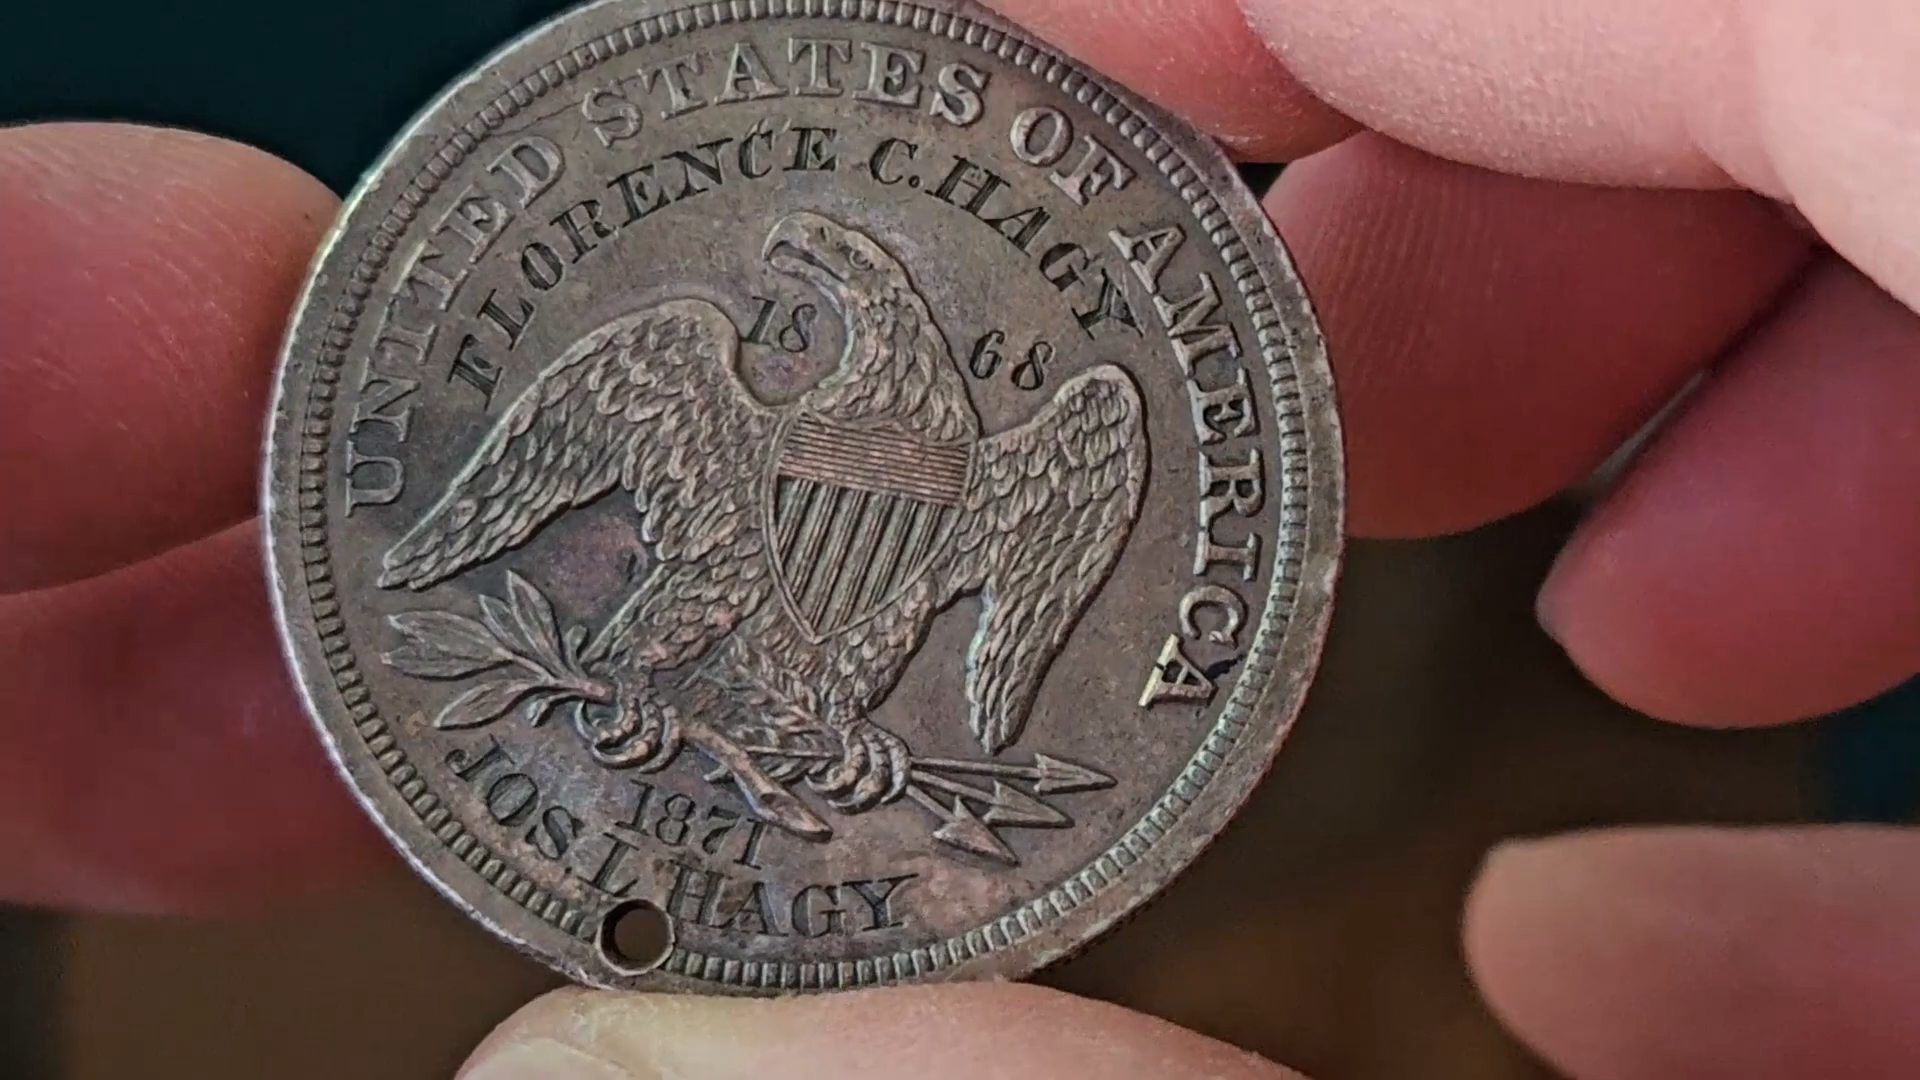 UNITED STATES OF AMERICA
FLORENCE C. HAGY
18 68
1871
JOS. L HAGY